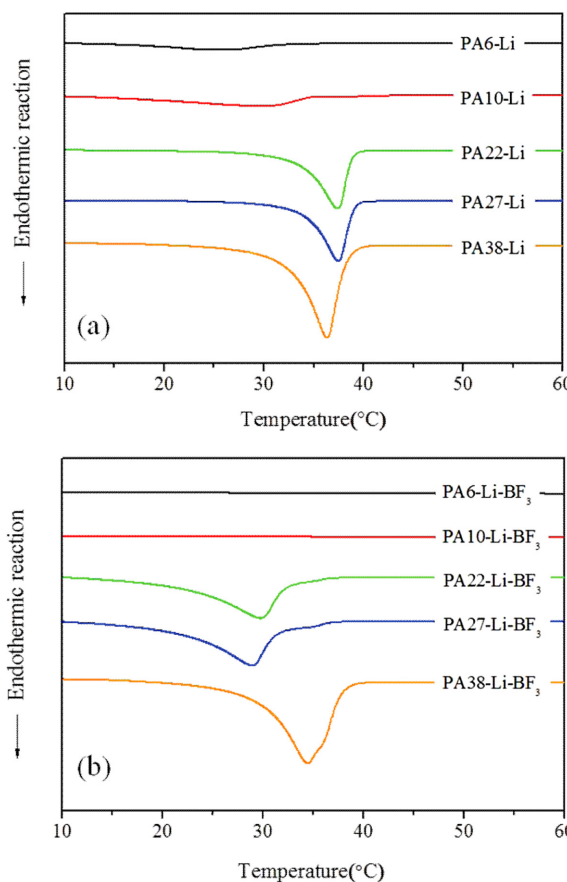 PA6-Li
PA10-Li
PA22-Li
PA27-Li
PA38-Li
Endothermic reaction
(a)
10 20 30 40 50 60
Temperature(°C)
PA6-Li-BF₃
PA10-Li-BF₃
PA22-Li-BF₃
PA27-Li-BF₃
PA38-Li-BF₃
Endothermic reaction
(b)
10 20 30 40 50 60
Temperature(°C)